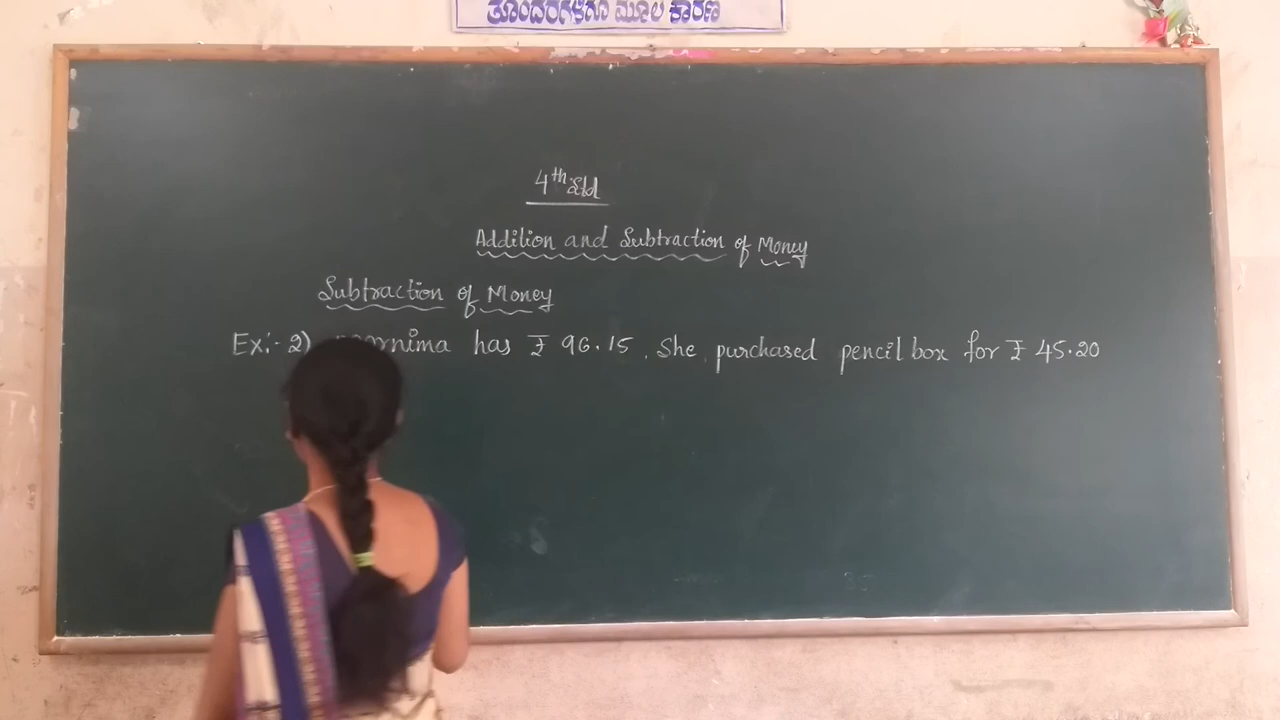 ತೊಂದರೆಗಳಿಗೂ ಮೂಲ ಕಾರಣ
4th Std
Addition and Subtraction of Money
Subtraction of Money
Ex:- 2) poornima has ₹ 96.15. She purchased pencil box for ₹ 45.20